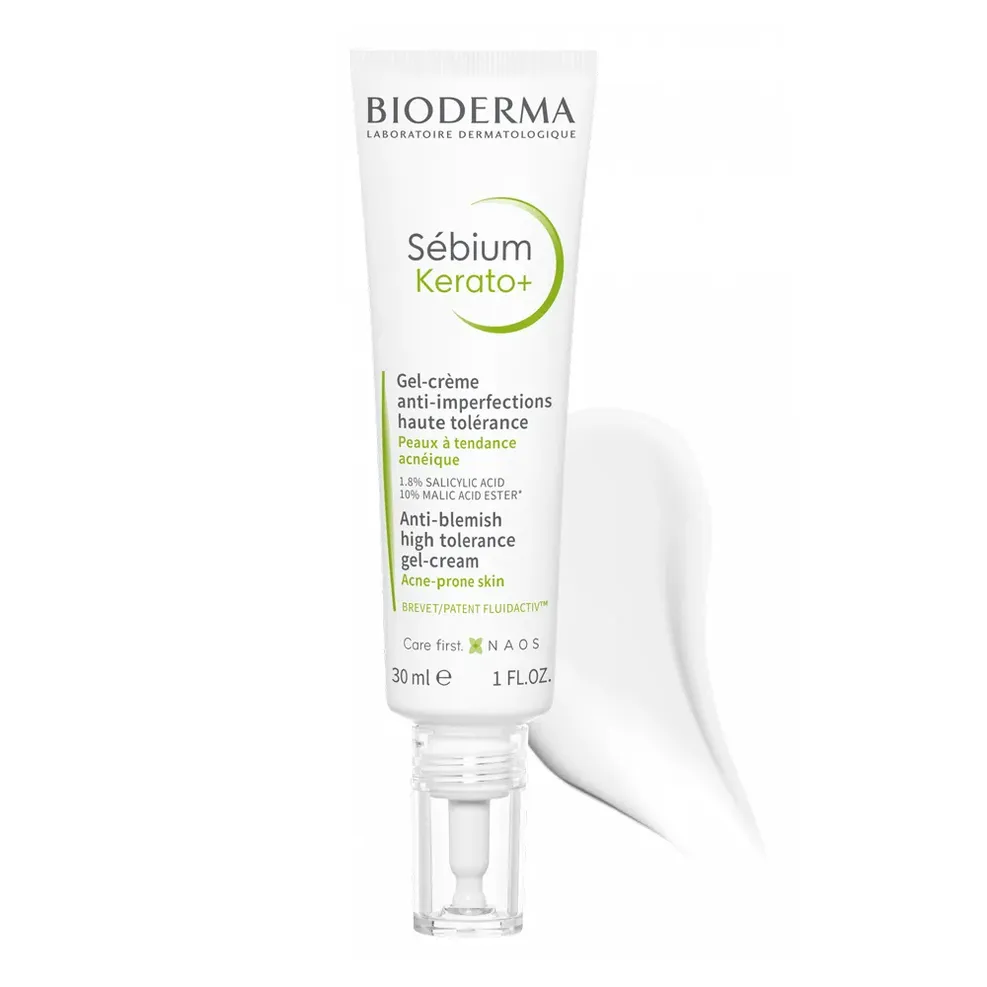 BIODERMA
LABORATOIRE DERMATOLOGIQUE
Sébium
Kerato+
Gel-crème
anti-imperfections
haute tolérance
Peaux à tendance
acnéique
1.8% SALICYLIC ACID
10% MALIC ACID ESTER*
Anti-blemish
high tolerance
gel-cream
Acne-prone skin
BREVET/PATENT FLUIDACTIV™
Care first. NAOS
30 ml ℮ 1 FL.OZ.